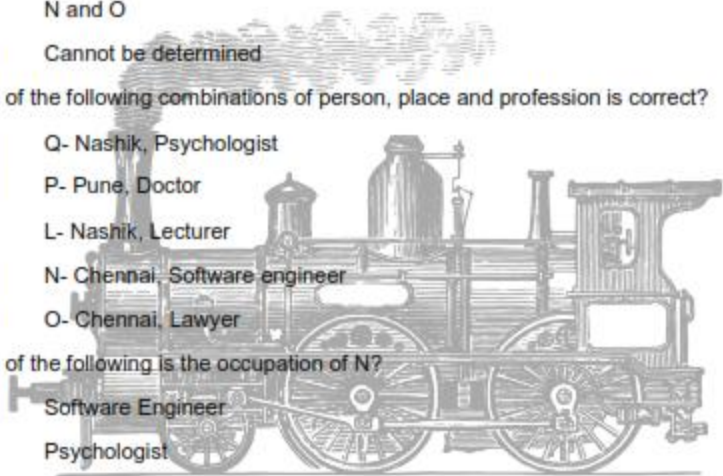 N and O
Cannot be determined
of the following combinations of person, place and profession is correct?
Q- Nashik, Psychologist
P- Pune, Doctor
L- Nashik, Lecturer
N- Chennai, Software engineer
O- Chennai, Lawyer
of the following is the occupation of N?
Software Engineer
Psychologist